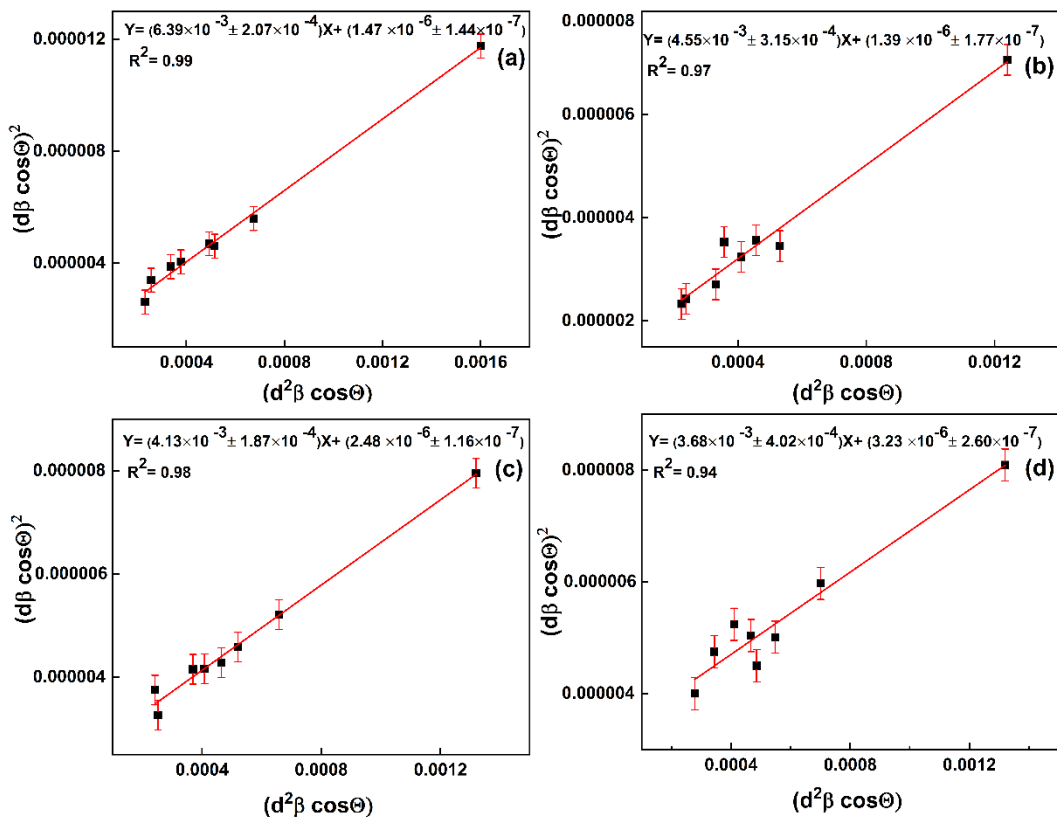 Y= (6.39×10⁻³ ± 2.07×10⁻⁴)X+ (1.47 ×10⁻⁶ ± 1.44×10⁻⁷)
R²= 0.99
(a)
0.000012
0.000008
0.000004
(dβ cosΘ)²
0.0004 0.0008 0.0012 0.0016
(d²β cosΘ)
Y= (4.55×10⁻³ ± 3.15×10⁻⁴)X+ (1.39 ×10⁻⁶ ± 1.77×10⁻⁷)
R²= 0.97
(b)
0.000008
0.000006
0.000004
0.000002
(dβ cosΘ)²
0.0004 0.0008 0.0012
(d²β cosΘ)
Y= (4.13×10⁻³ ± 1.87×10⁻⁴)X+ (2.48 ×10⁻⁶ ± 1.16×10⁻⁷)
R²= 0.98
(c)
0.000008
0.000006
0.000004
(dβ cosΘ)²
0.0004 0.0008 0.0012
(d²β cosΘ)
Y= (3.68×10⁻³ ± 4.02×10⁻⁴)X+ (3.23 ×10⁻⁶ ± 2.60×10⁻⁷)
R²= 0.94
(d)
0.000008
0.000006
0.000004
(dβ cosΘ)²
0.0004 0.0008 0.0012
(d²β cosΘ)